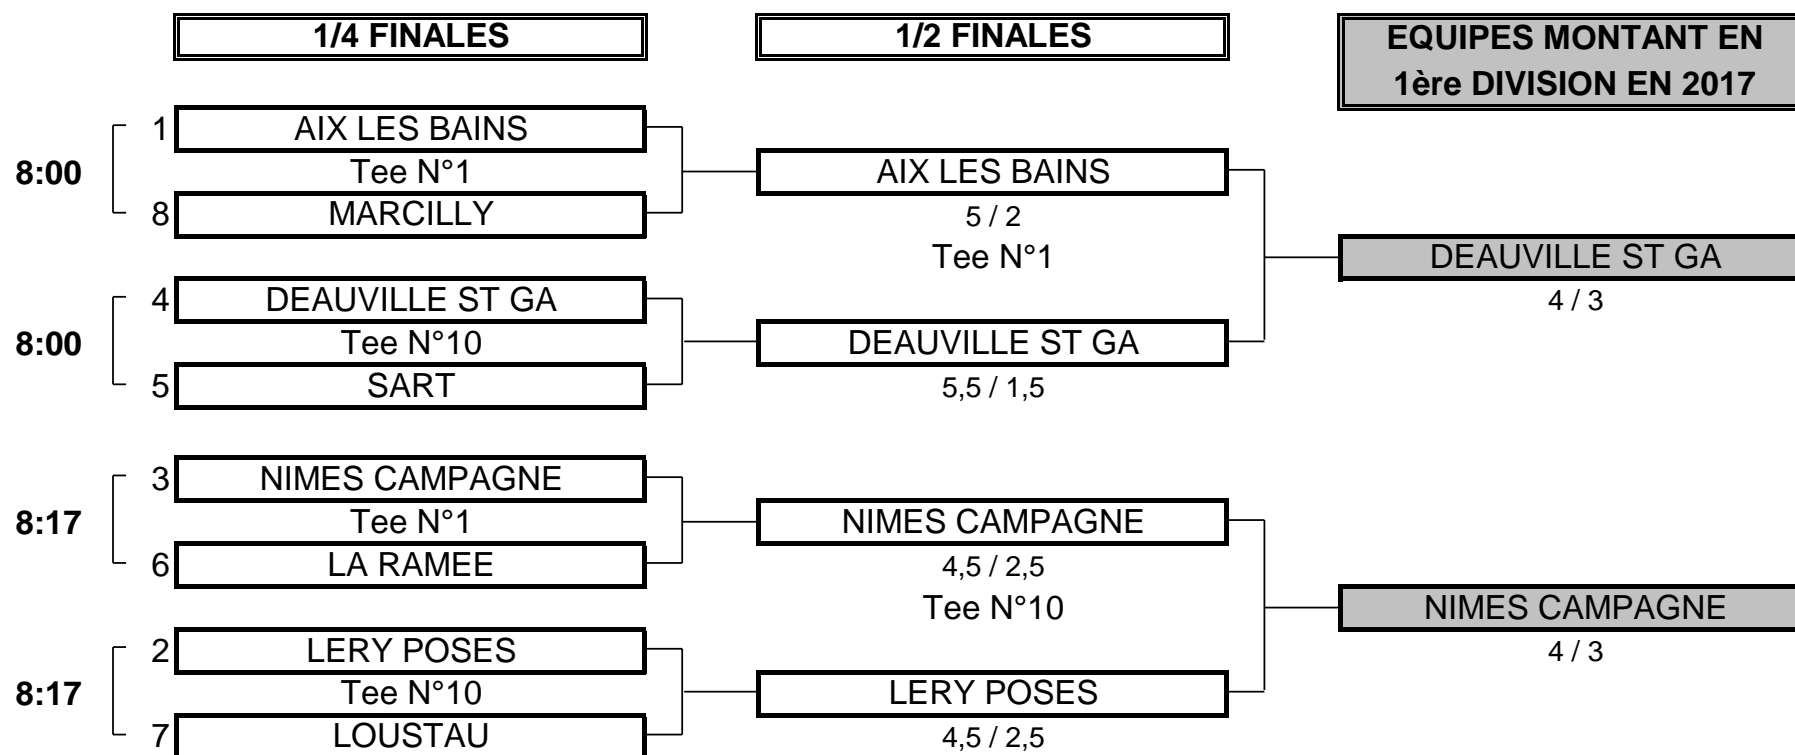 1/4 FINALES
1/2 FINALES
EQUIPES MONTANT EN
1ère DIVISION EN 2017
1 AIX LES BAINS
8:00 Tee N°1
8 MARCILLY
AIX LES BAINS
5 / 2
Tee N°1
DEAUVILLE ST GA
4 / 3
4 DEAUVILLE ST GA
8:00 Tee N°10
5 SART
DEAUVILLE ST GA
5,5 / 1,5
3 NIMES CAMPAGNE
8:17 Tee N°1
6 LA RAMEE
NIMES CAMPAGNE
4,5 / 2,5
Tee N°10
NIMES CAMPAGNE
4 / 3
2 LERY POSES
8:17 Tee N°10
7 LOUSTAU
LERY POSES
4,5 / 2,5